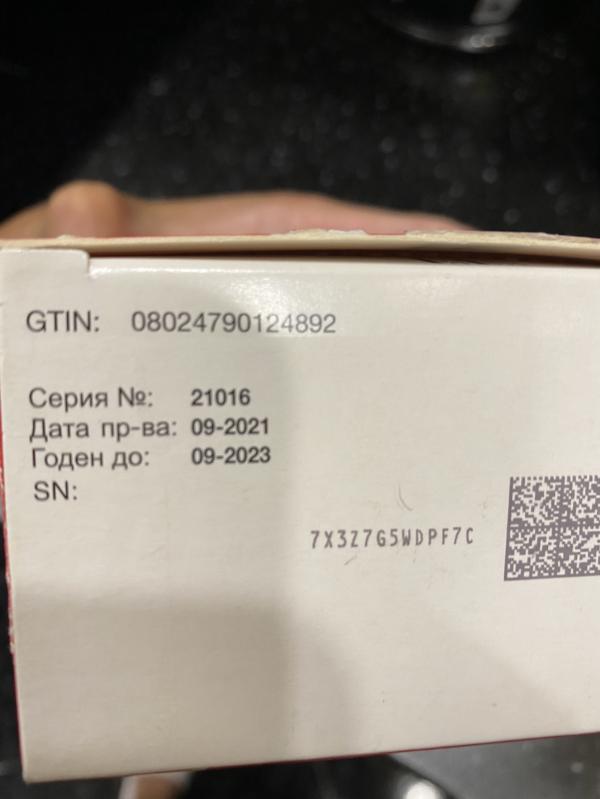 GTIN: 08024790124892
Серия №: 21016
Дата пр-ва: 09-2021
Годен до: 09-2023
SN:
7X3Z7G5WDPF7C